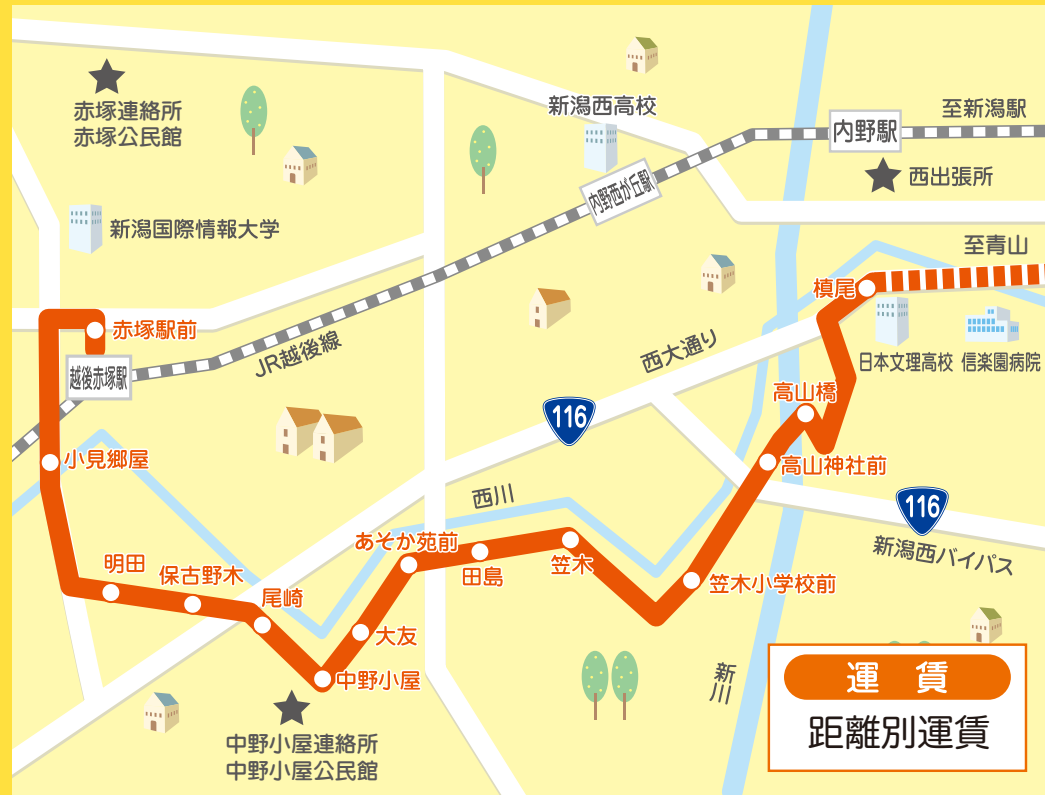 赤塚連絡所
赤塚公民館
新潟西高校
内野駅
至新潟駅
西出張所
内野西が丘駅
新潟国際情報大学
至青山
槙尾
赤塚駅前
JR越後線
西大通り
日本文理高校
信楽園病院
越後赤塚駅
高山橋
116
小見郷屋
高山神社前
西川
116
新潟西バイパス
あそか苑前
田島
笠木
明田
保古野木
尾崎
笠木小学校前
大友
中野小屋
新川
中野小屋連絡所
中野小屋公民館
運賃
距離別運賃